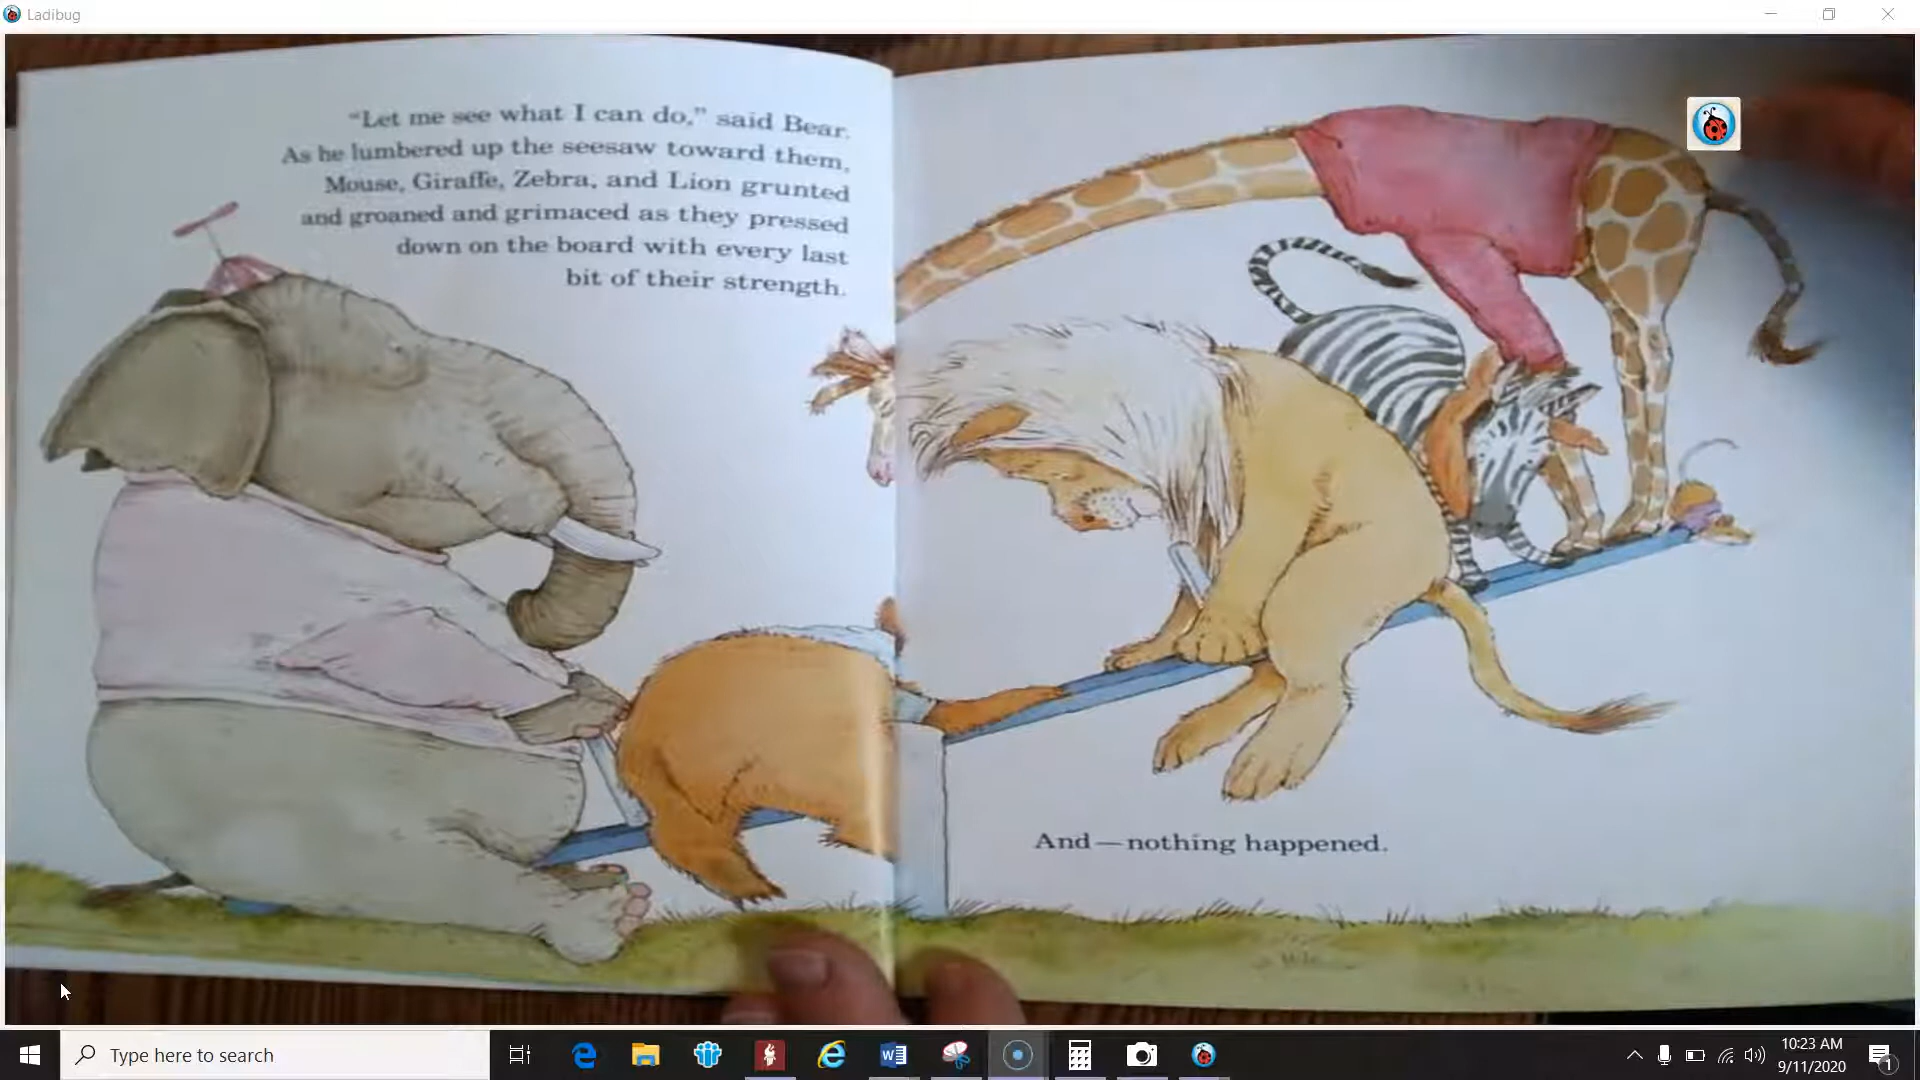 Ladibug
“Let me see what I can do,” said Bear.
As he lumbered up the seesaw toward them,
Mouse, Giraffe, Zebra, and Lion grunted
and groaned and grimaced as they pressed
down on the board with every last
bit of their strength.
And — nothing happened.
Type here to search
10:23 AM
9/11/2020
1